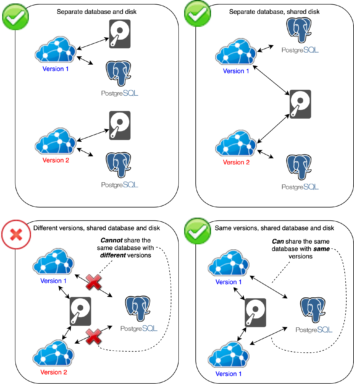 Separate database and disk
Version 1
PostgreSQL
Version 2
PostgreSQL
Separate database, shared disk
PostgreSQL
Version 1
Version 2
PostgreSQL
Different versions, shared database and disk
Cannot share the
same database with
different versions
Version 1
PostgreSQL
Version 2
Same versions, shared database and disk
Can share the same
database with same
versions
Version 1
PostgreSQL
Version 1